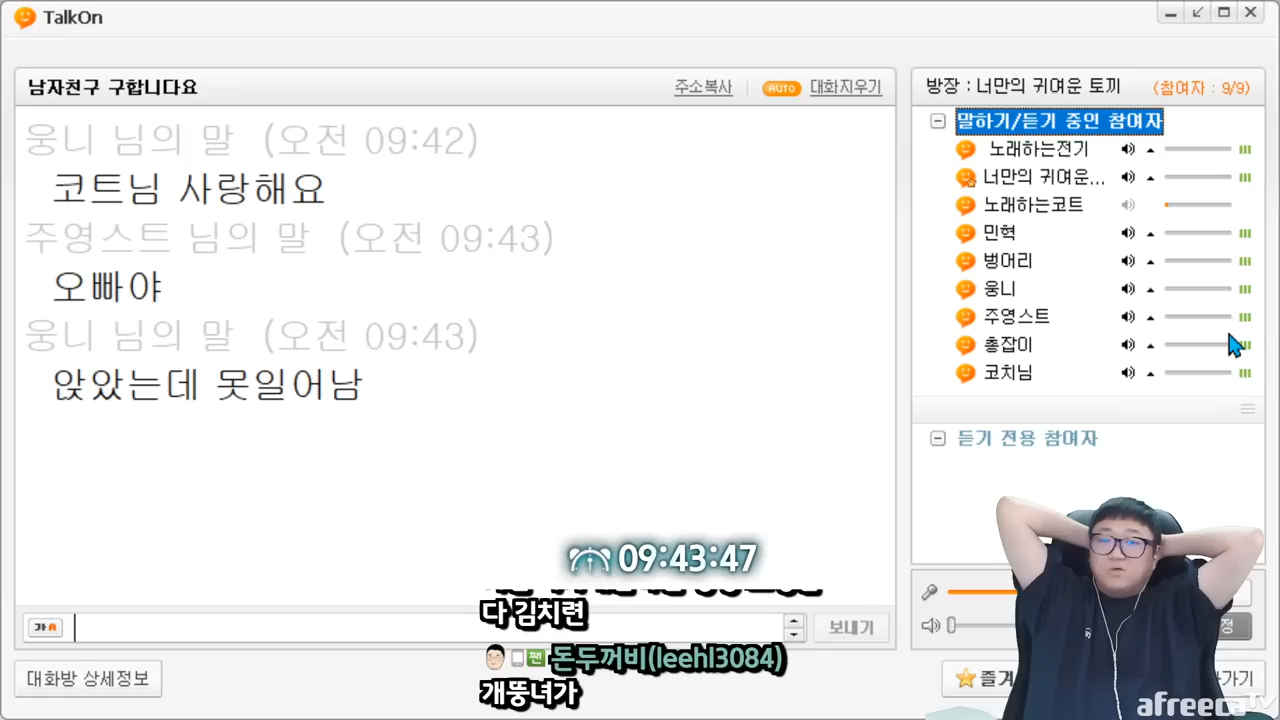 TalkOn
남자친구 구합니다요
주소복사
AUTO 대화지우기
웅니 님의 말 (오전 09:42)
코트님 사랑해요
주영스트 님의 말 (오전 09:43)
오빠야
웅니 님의 말 (오전 09:43)
앉았는데 못일어남
방장 : 너만의 귀여운 토끼 (참여자 : 9/9)
말하기/듣기 중인 참여자
노래하는전기
너만의 귀여운...
노래하는코트
민혁
벙어리
웅니
주영스트
총잡이
코치님
듣기 전용 참여자
09:43:47
다 김치련
팬 돈두꺼비(leehl3084)
개뚱녀가
가A
보내기
대화방 상세정보
즐겨
가기
정
afreecaTV